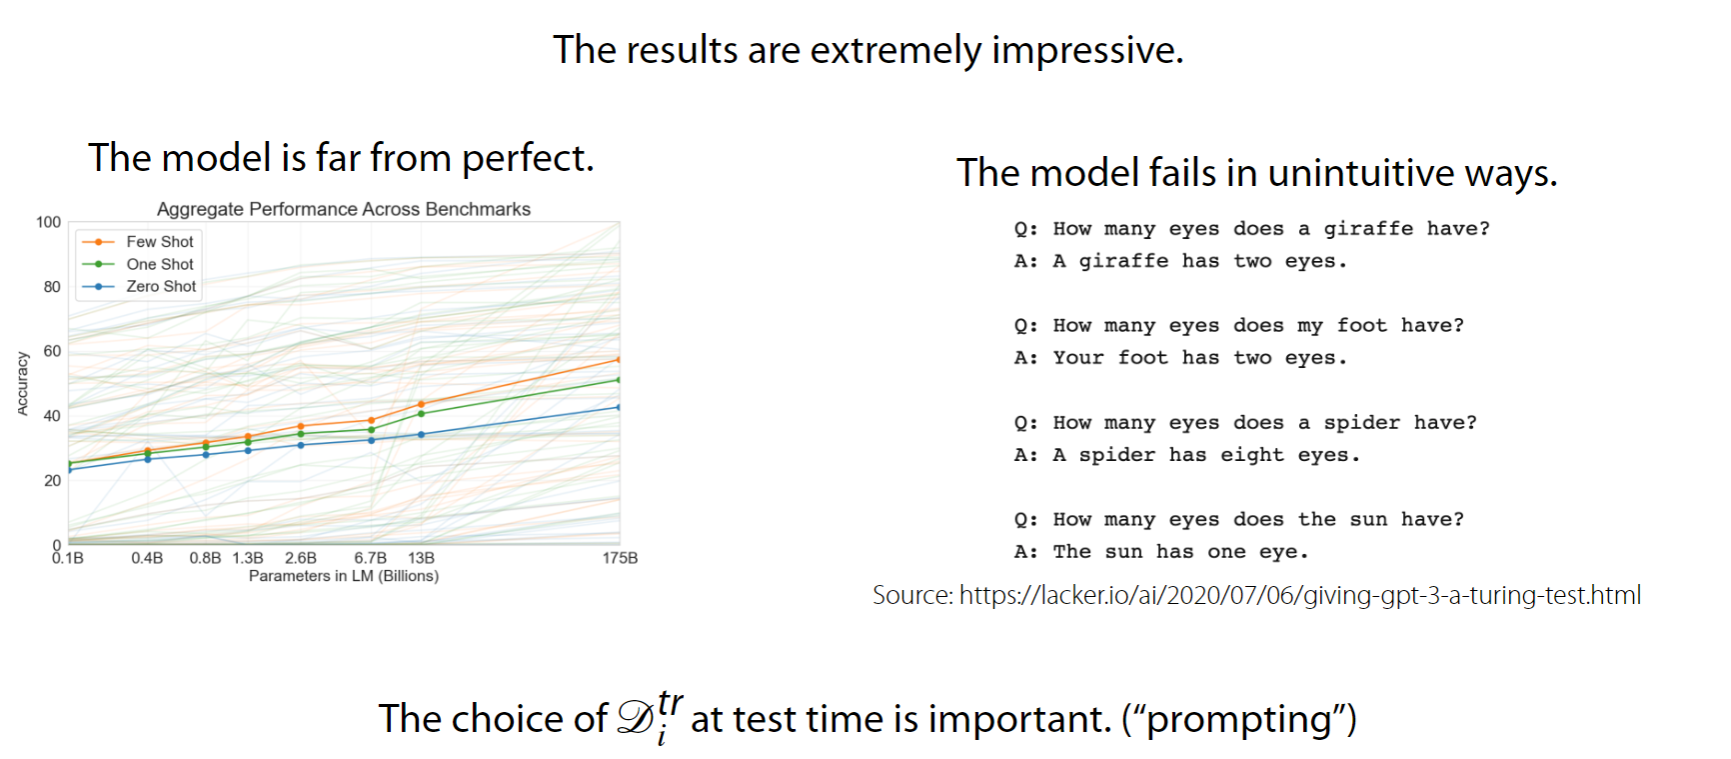 The results are extremely impressive.
The model is far from perfect.
Aggregate Performance Across Benchmarks
100
80
60
40
20
0
Accuracy
Few Shot
One Shot
Zero Shot
0.1B 0.4B 0.8B 1.3B 2.6B 6.7B 13B 175B
Parameters in LM (Billions)
The model fails in unintuitive ways.
Q: How many eyes does a giraffe have?
A: A giraffe has two eyes.
Q: How many eyes does my foot have?
A: Your foot has two eyes.
Q: How many eyes does a spider have?
A: A spider has eight eyes.
Q: How many eyes does the sun have?
A: The sun has one eye.
Source: https://lacker.io/ai/2020/07/06/giving-gpt-3-a-turing-test.html
The choice of 𝒟ᵢᵗʳ at test time is important. (“prompting”)